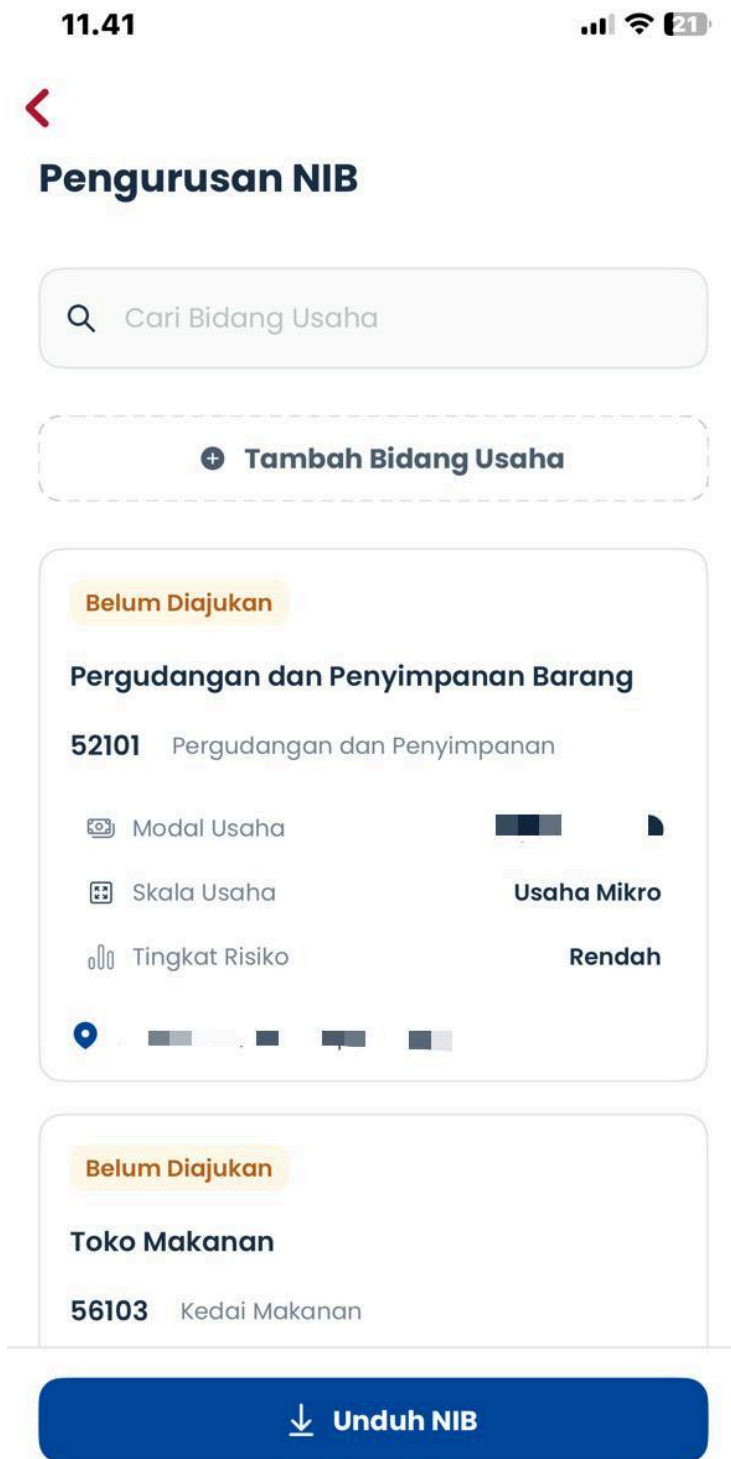 11.41
21
Pengurusan NIB
Cari Bidang Usaha
Tambah Bidang Usaha
Belum Diajukan
Pergudangan dan Penyimpanan Barang
52101 Pergudangan dan Penyimpanan
Modal Usaha
Skala Usaha Usaha Mikro
Tingkat Risiko Rendah
Belum Diajukan
Toko Makanan
56103 Kedai Makanan
Unduh NIB